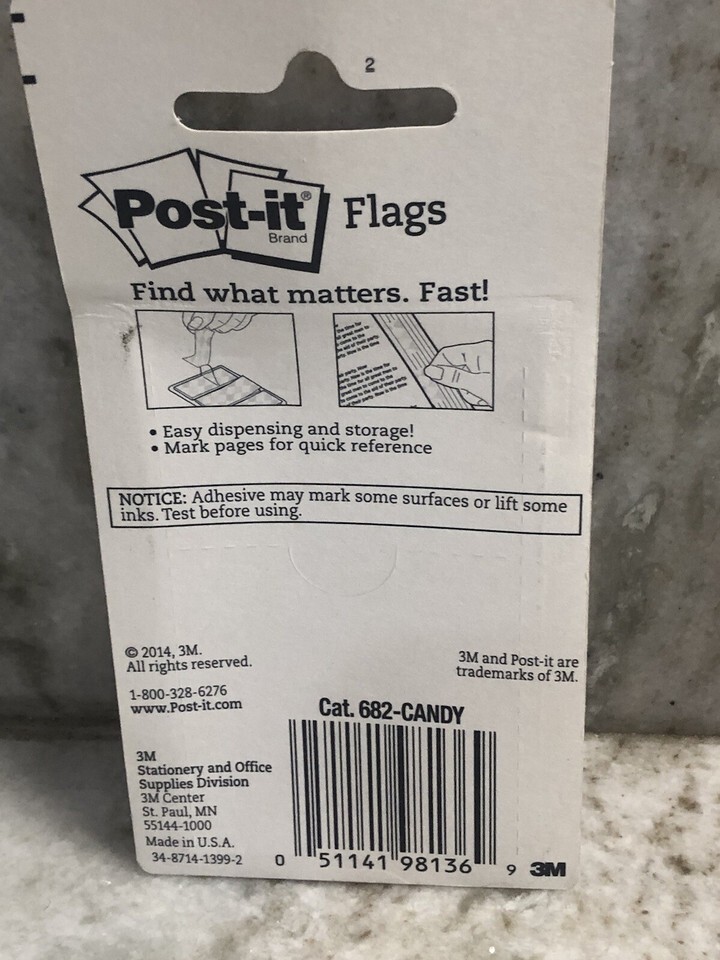 2
Post-it®
Brand
Flags
Find what matters. Fast!
• Easy dispensing and storage!
• Mark pages for quick reference
NOTICE: Adhesive may mark some surfaces or lift some
inks. Test before using.
© 2014, 3M.
All rights reserved.
3M and Post-it are
trademarks of 3M.
1-800-328-6276
www.Post-it.com
Cat. 682-CANDY
3M
Stationery and Office
Supplies Division
3M Center
St. Paul, MN
55144-1000
Made in U.S.A.
34-8714-1399-2
0 51141 98136 9
3M